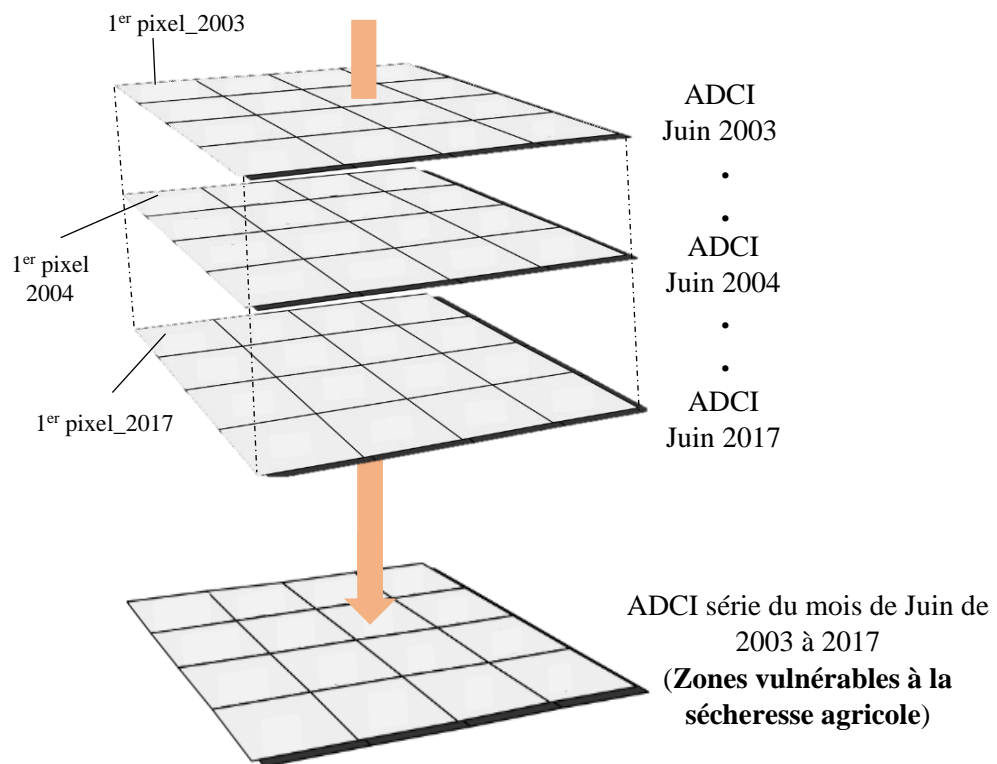 1er pixel_2003
ADCI
Juin 2003
.
.
1er pixel
2004
ADCI
Juin 2004
.
.
1er pixel_2017
ADCI
Juin 2017
ADCI série du mois de Juin de
2003 à 2017
(Zones vulnérables à la
sécheresse agricole)